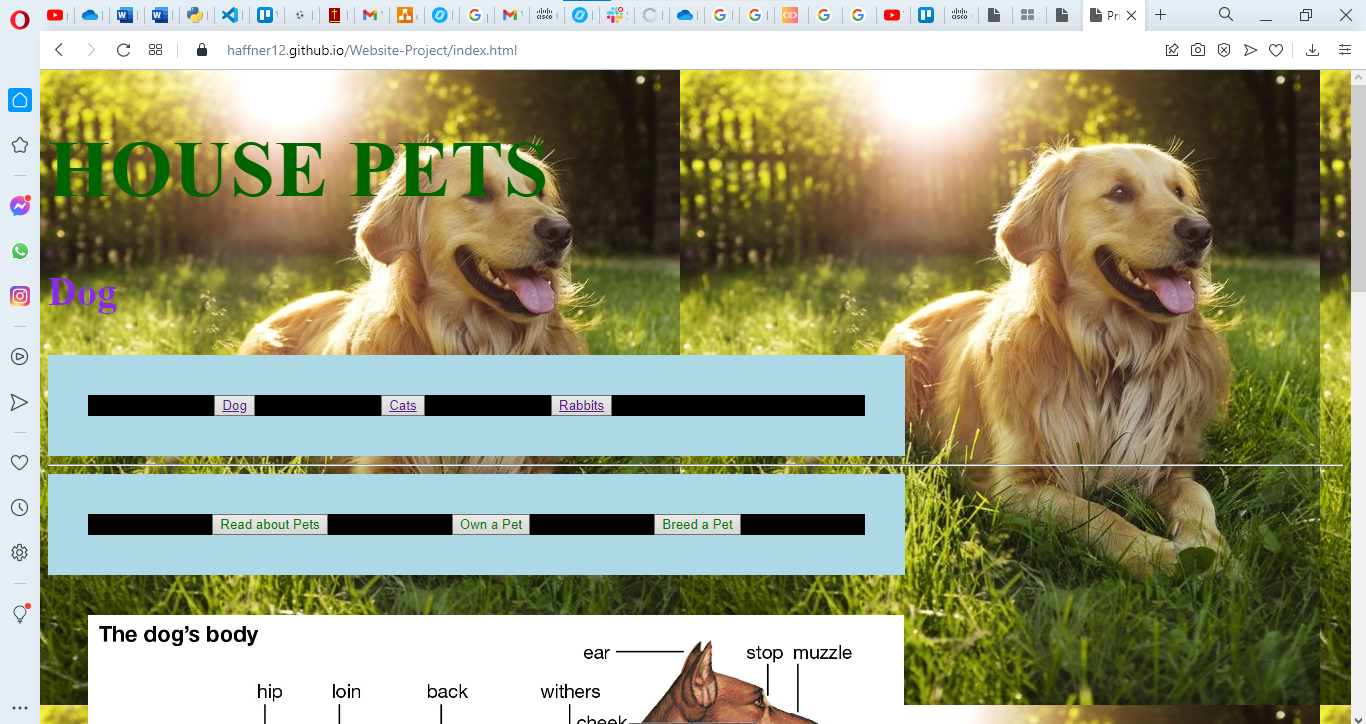 haffner12.github.io/Website-Project/index.html
HOUSE PETS
Dog
Dog Cats Rabbits
Read about Pets Own a Pet Breed a Pet
The dog's body
ear stop muzzle
hip loin back withers
cheek